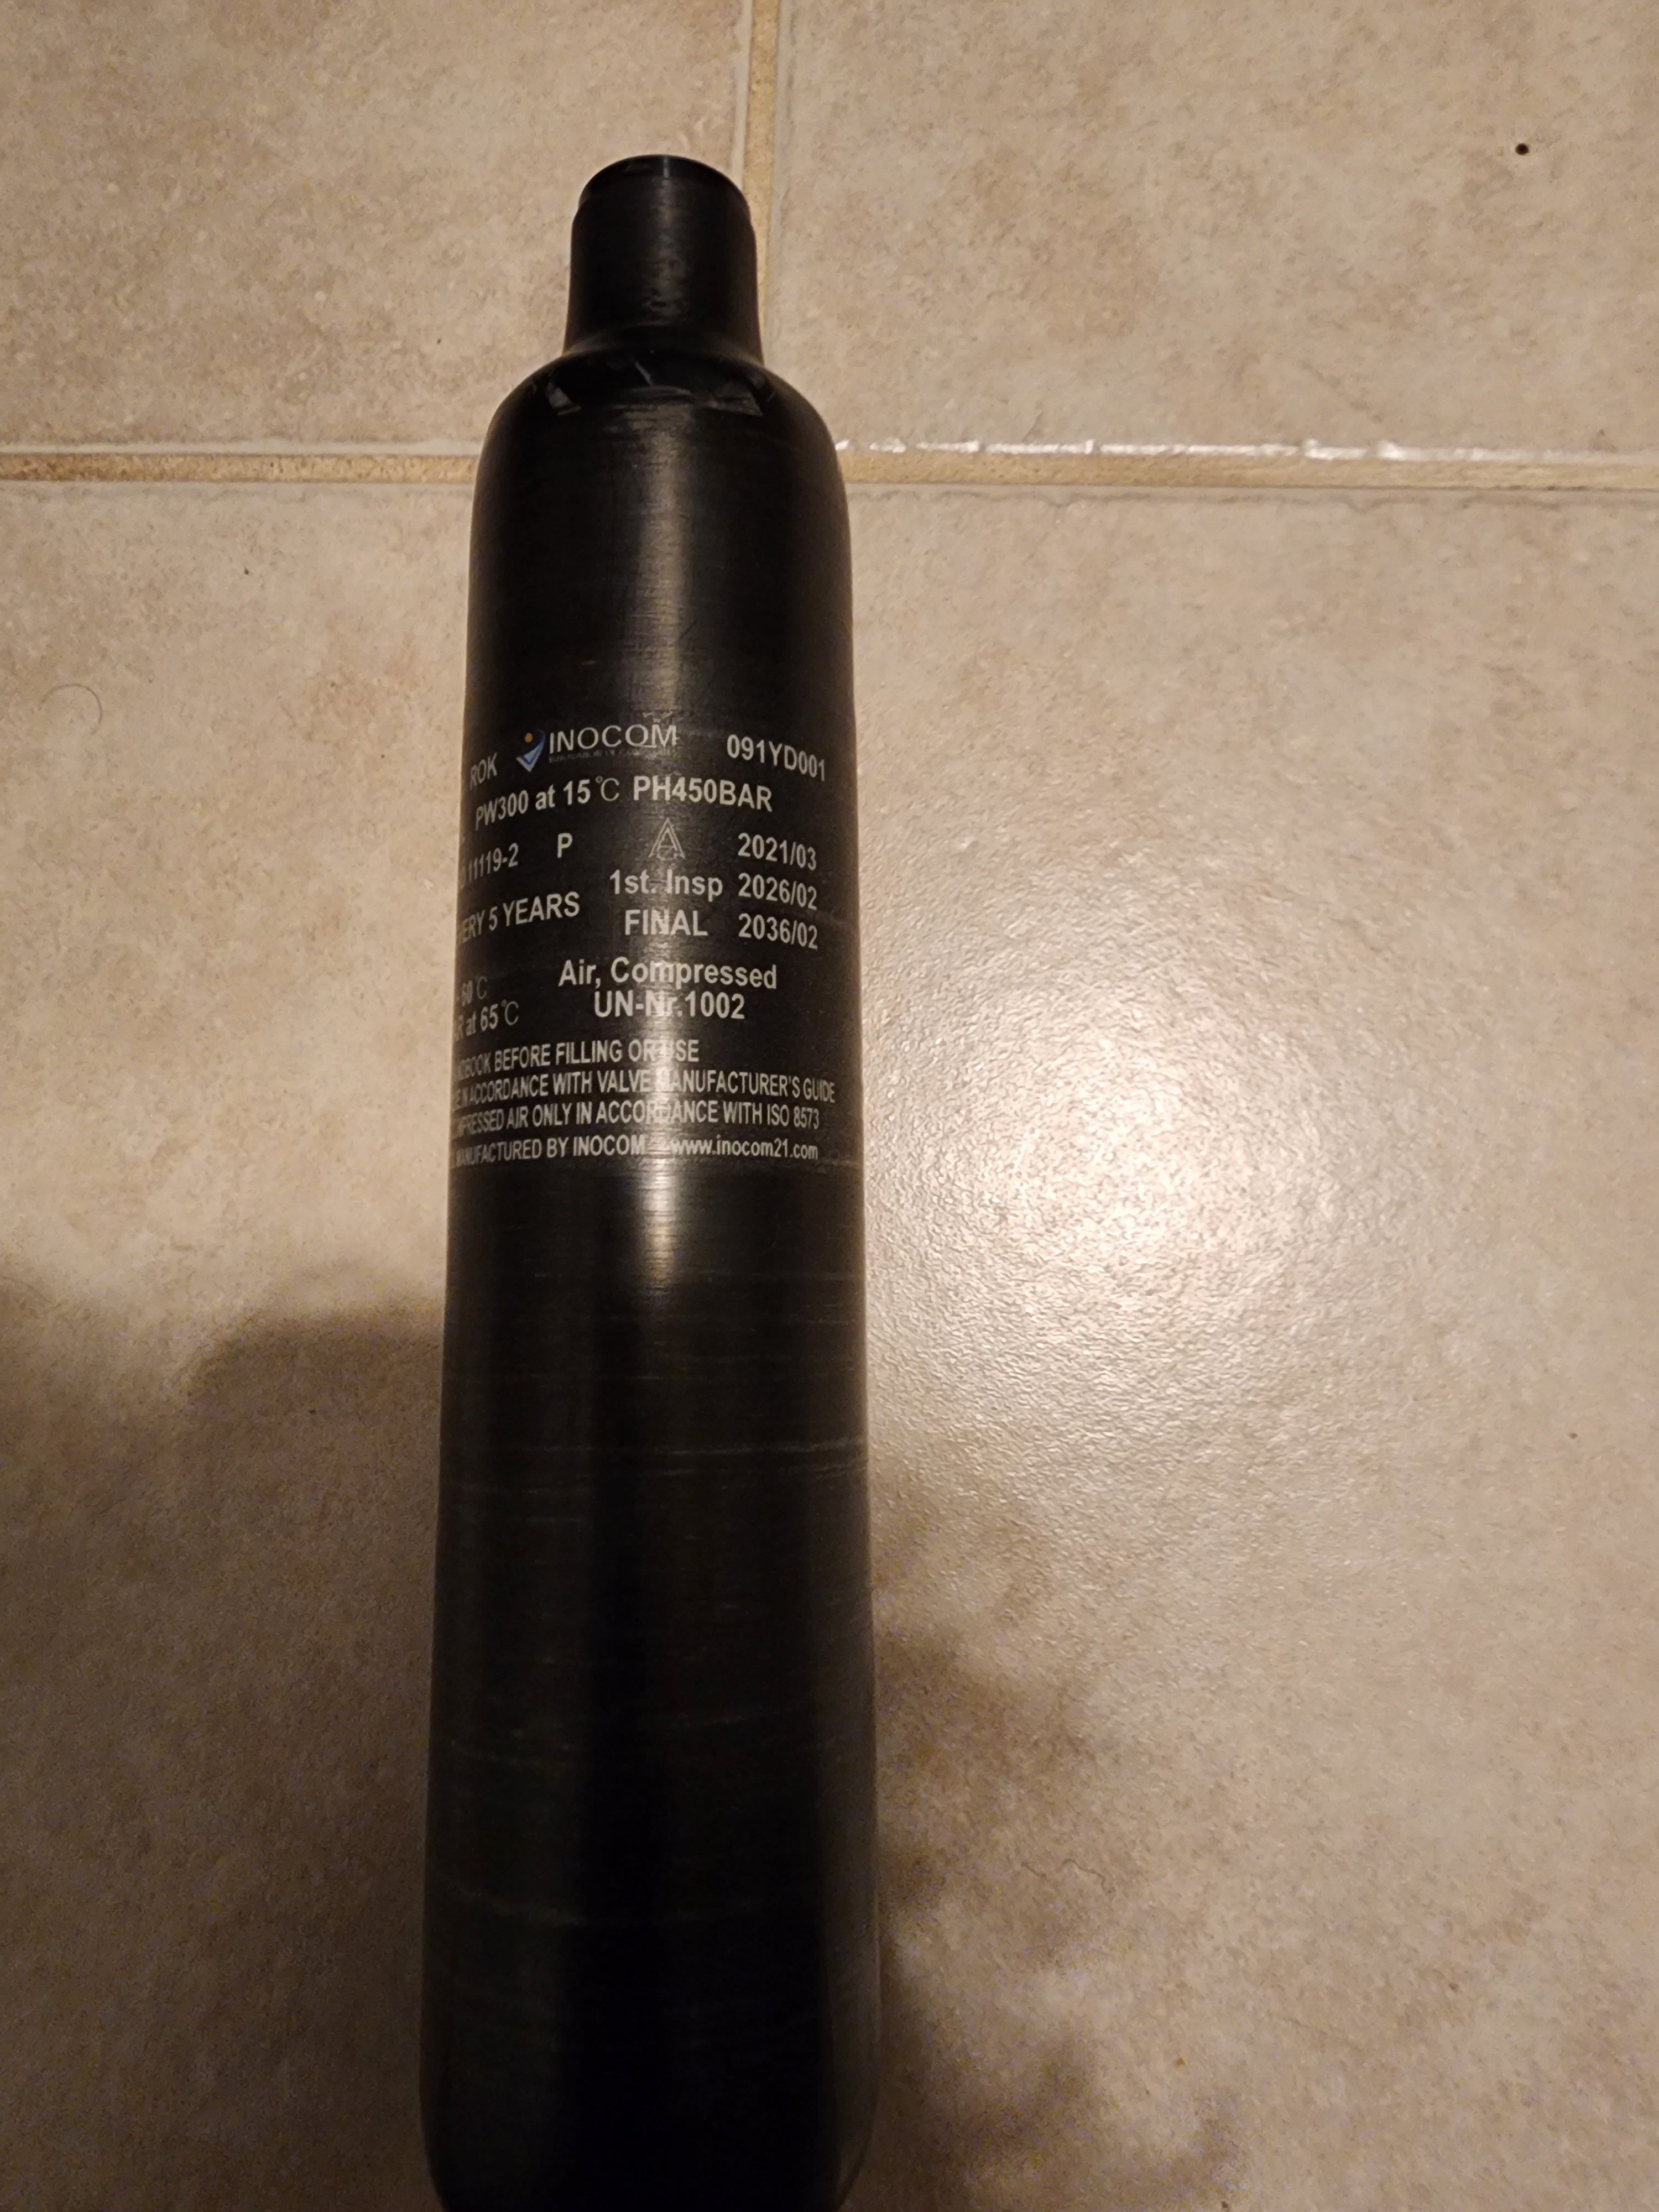 ROK INOCOM 091YD001
PW300 at 15℃ PH450BAR
11119-2 P 2021/03
1st. Insp 2026/02
5 YEARS FINAL 2036/02
Air, Compressed
UN-Nr.1002
at 65℃
BEFORE FILLING OR USE
IN ACCORDANCE WITH VALVE MANUFACTURER'S GUIDE
AIR ONLY IN ACCORDANCE WITH ISO 8573
MANUFACTURED BY INOCOM www.inocom21.com